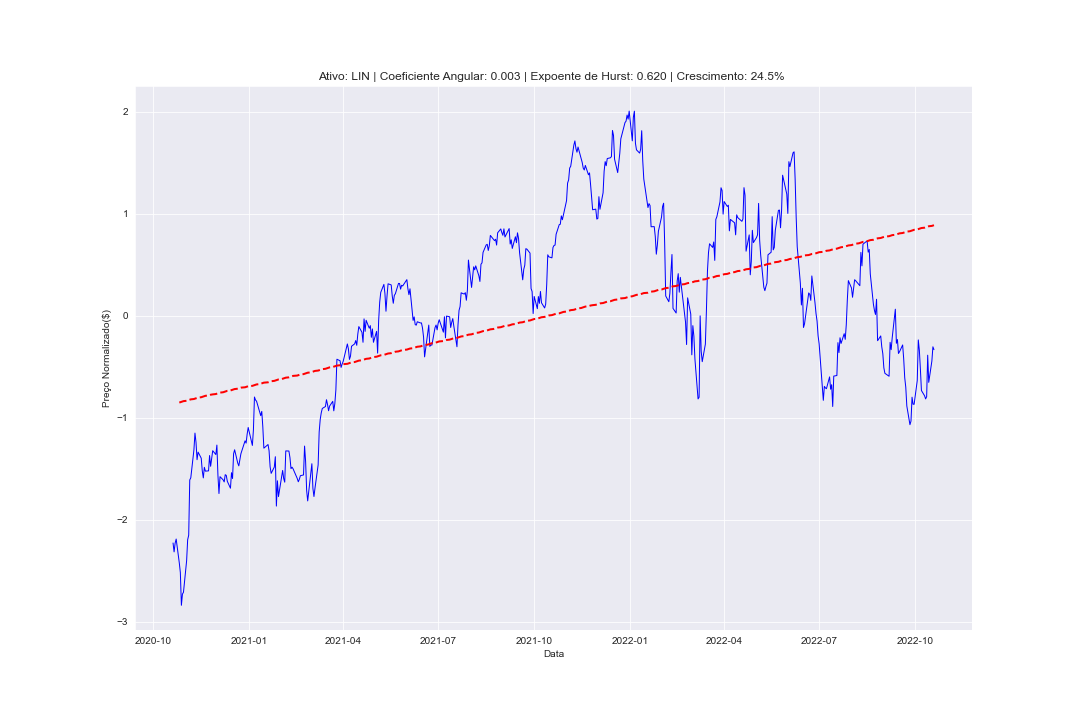 Ativo: LIN | Coeficiente Angular: 0.003 | Expoente de Hurst: 0.620 | Crescimento: 24.5%
Preço Normalizado($)
2
1
0
−1
−2
−3
2020-10 2021-01 2021-04 2021-07 2021-10 2022-01 2022-04 2022-07 2022-10
Data